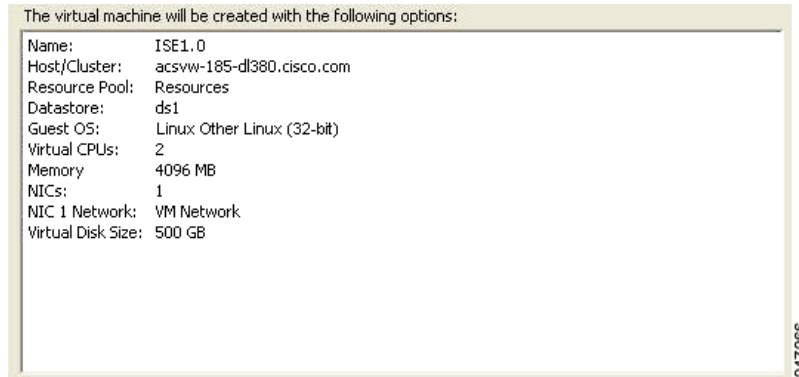 The virtual machine will be created with the following options:
Name: ISE1.0
Host/Cluster: acsvw-185-dl380.cisco.com
Resource Pool: Resources
Datastore: ds1
Guest OS: Linux Other Linux (32-bit)
Virtual CPUs: 2
Memory 4096 MB
NICs: 1
NIC 1 Network: VM Network
Virtual Disk Size: 500 GB